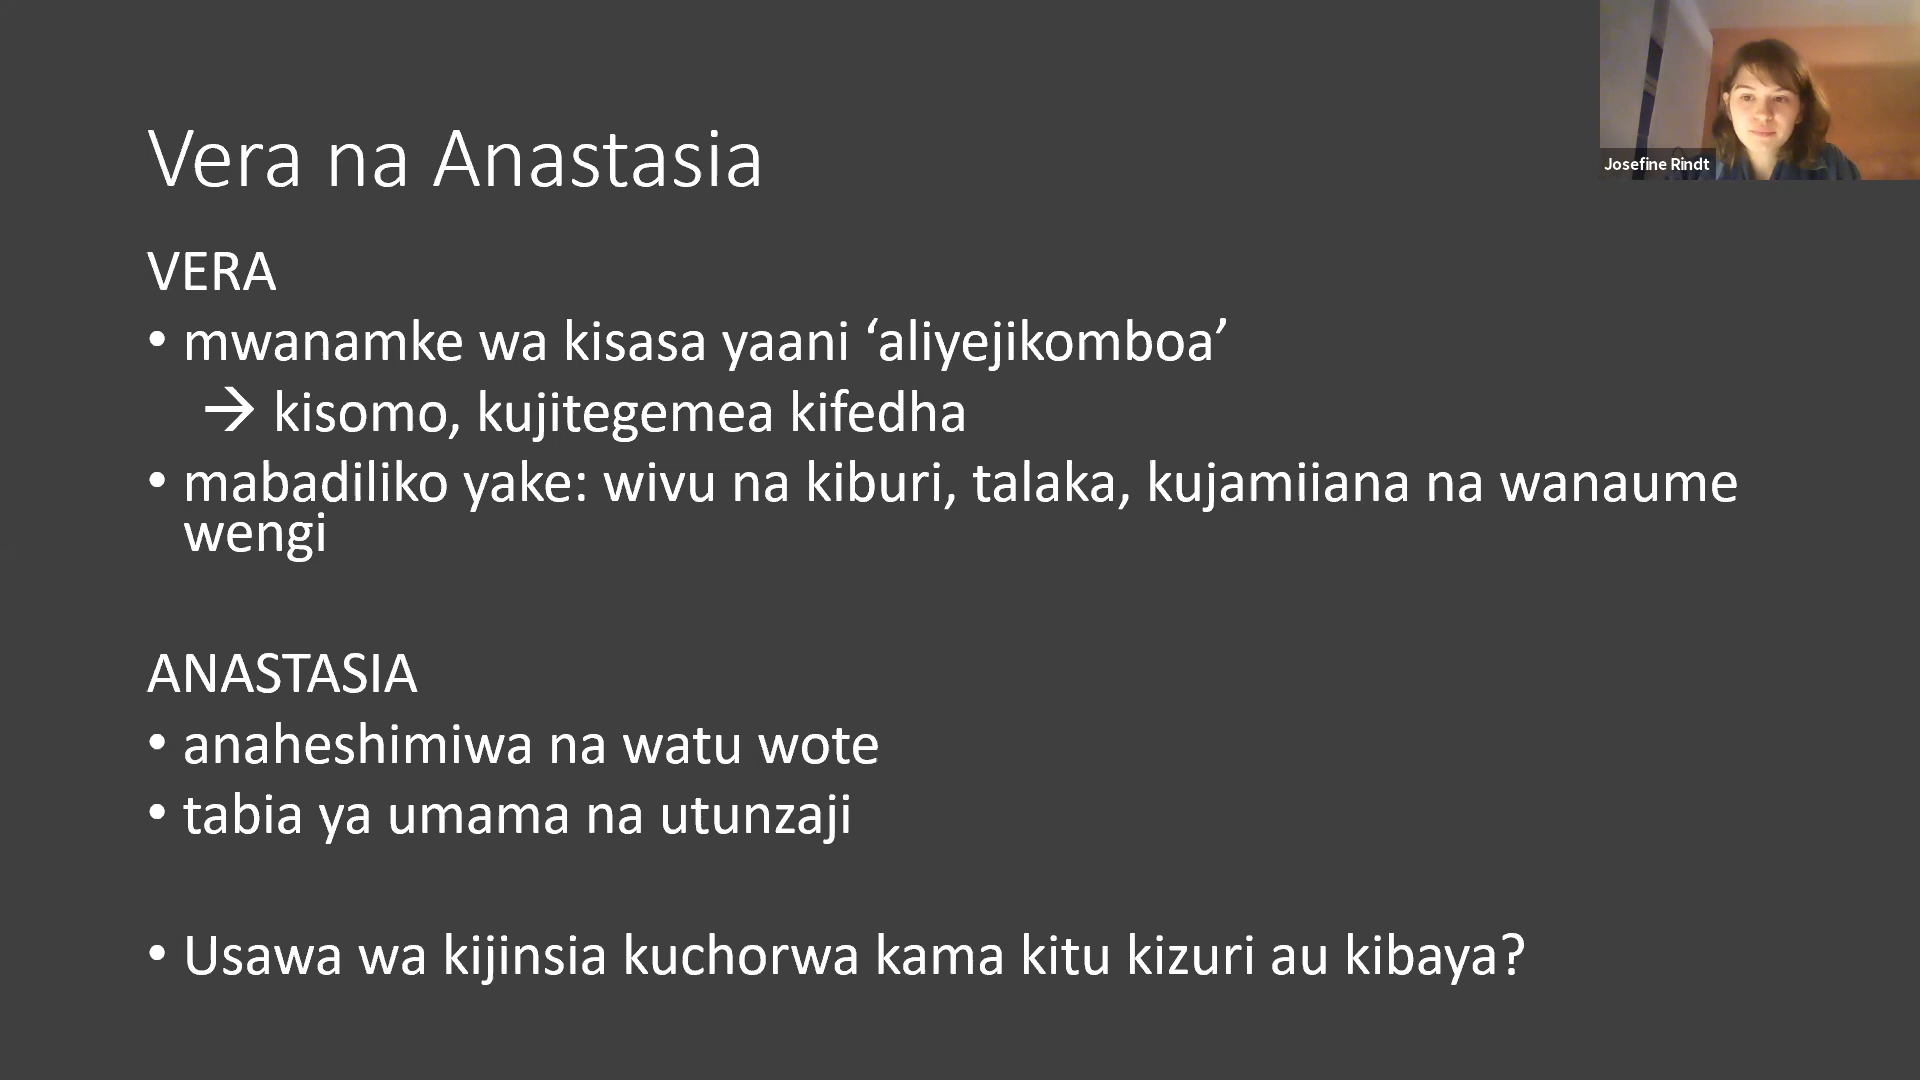 Vera na Anastasia
Josefine Rindt
VERA
• mwanamke wa kisasa yaani ‘aliyejikomboa’
→ kisomo, kujitegemea kifedha
• mabadiliko yake: wivu na kiburi, talaka, kujamiiana na wanaume
wengi
ANASTASIA
• anaheshimiwa na watu wote
• tabia ya umama na utunzaji
• Usawa wa kijinsia kuchorwa kama kitu kizuri au kibaya?